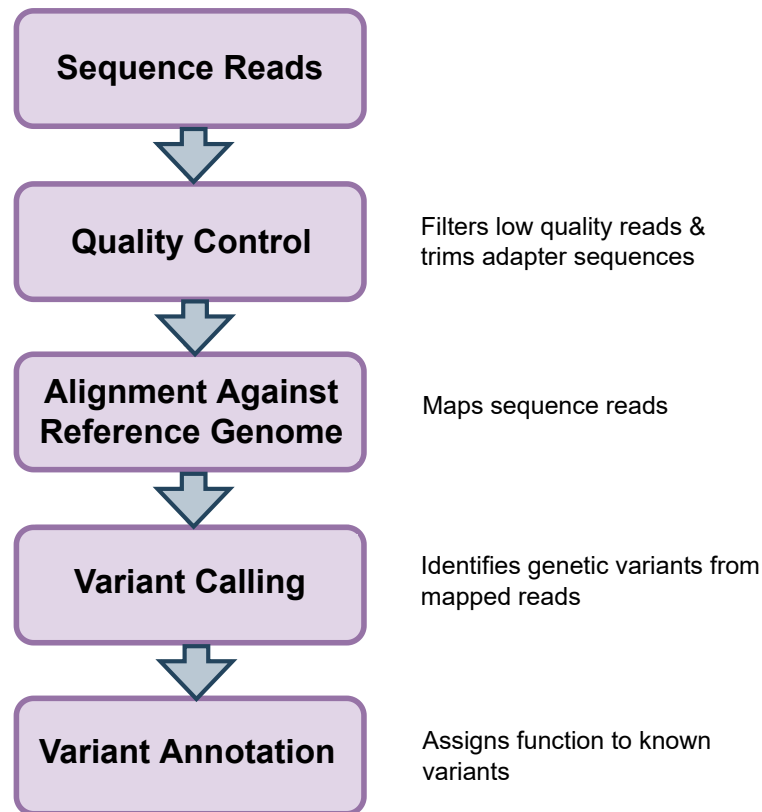 Sequence Reads
Quality Control
Filters low quality reads &
trims adapter sequences
Alignment Against
Reference Genome
Maps sequence reads
Variant Calling
Identifies genetic variants from
mapped reads
Variant Annotation
Assigns function to known
variants